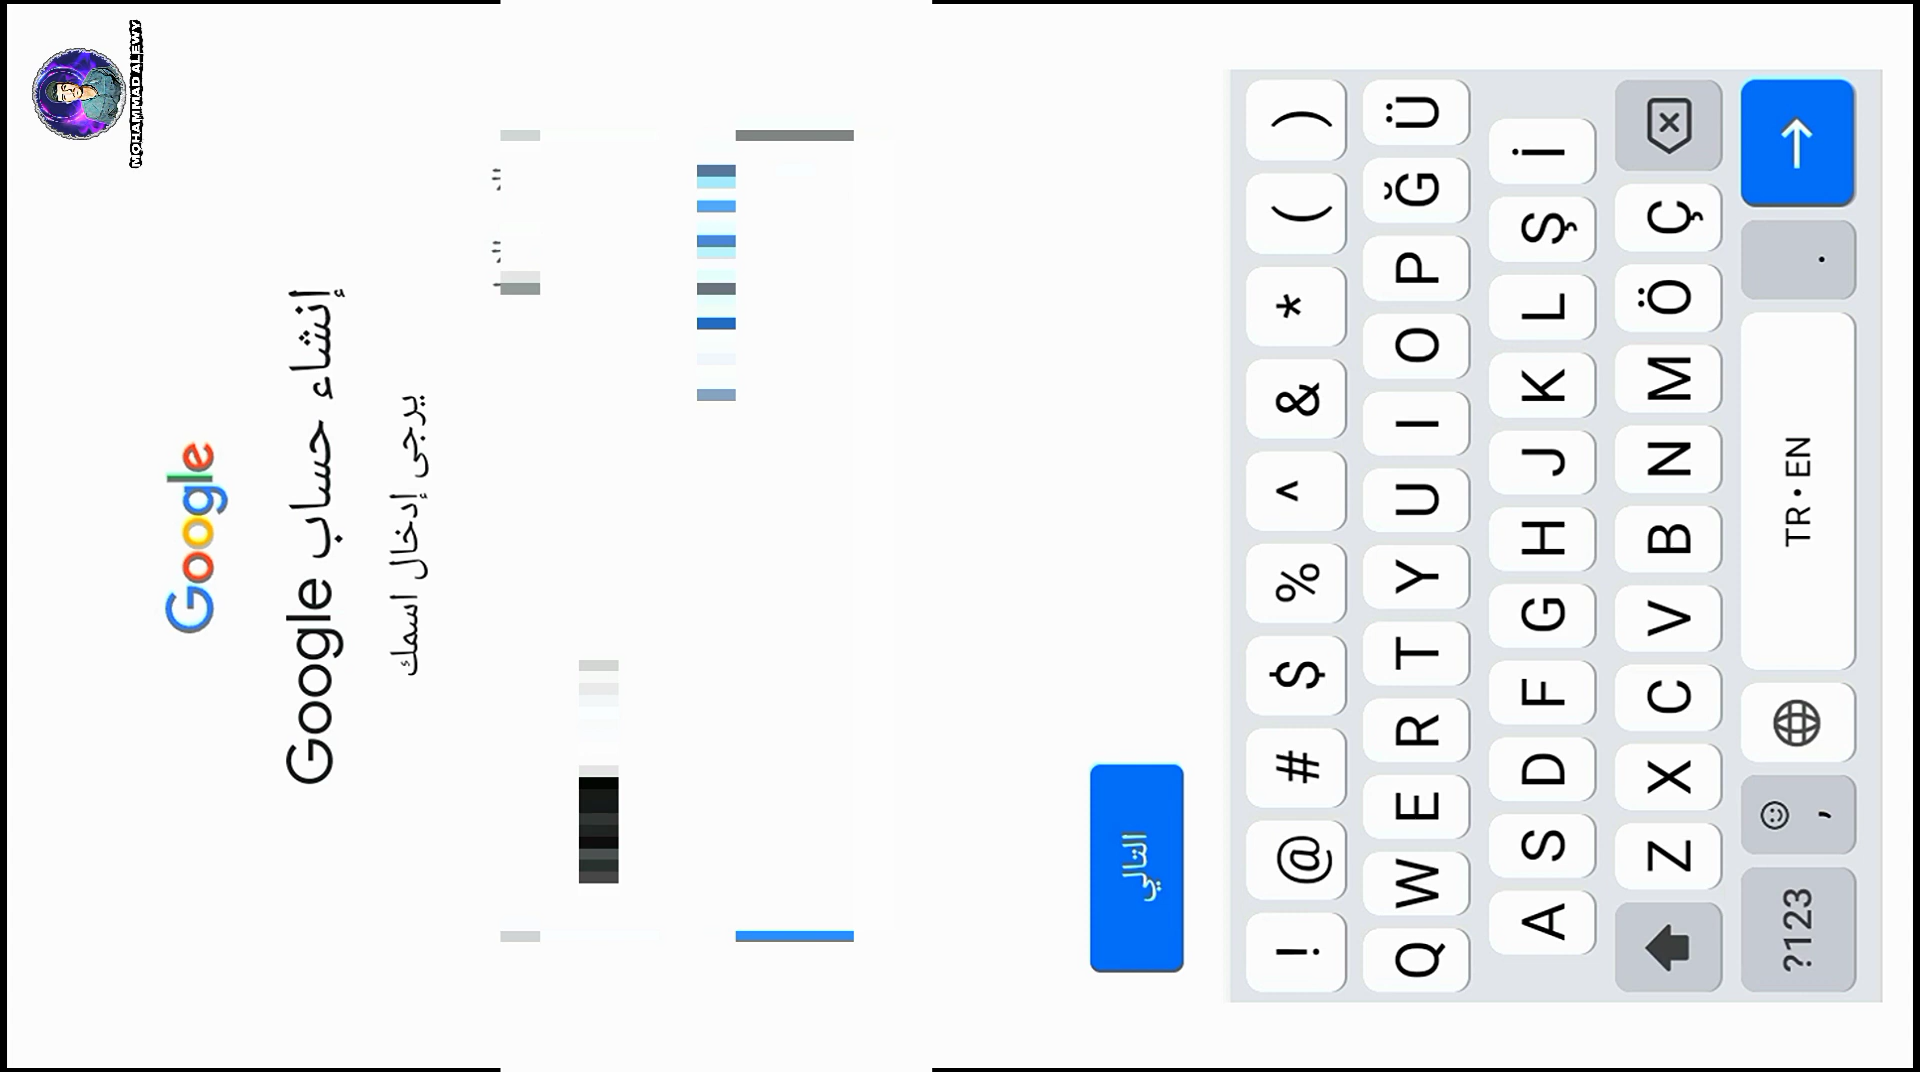 MOHAMMAD ALEWY
Google
إنشاء حساب Google
يرجى إدخال اسمك
التالي
! @ # $ % ^ & * ( )
Q W E R T Y U I O P Ğ Ü
A S D F G H J K L Ş İ
Z X C V B N M Ö Ç
?123 , TR • EN .